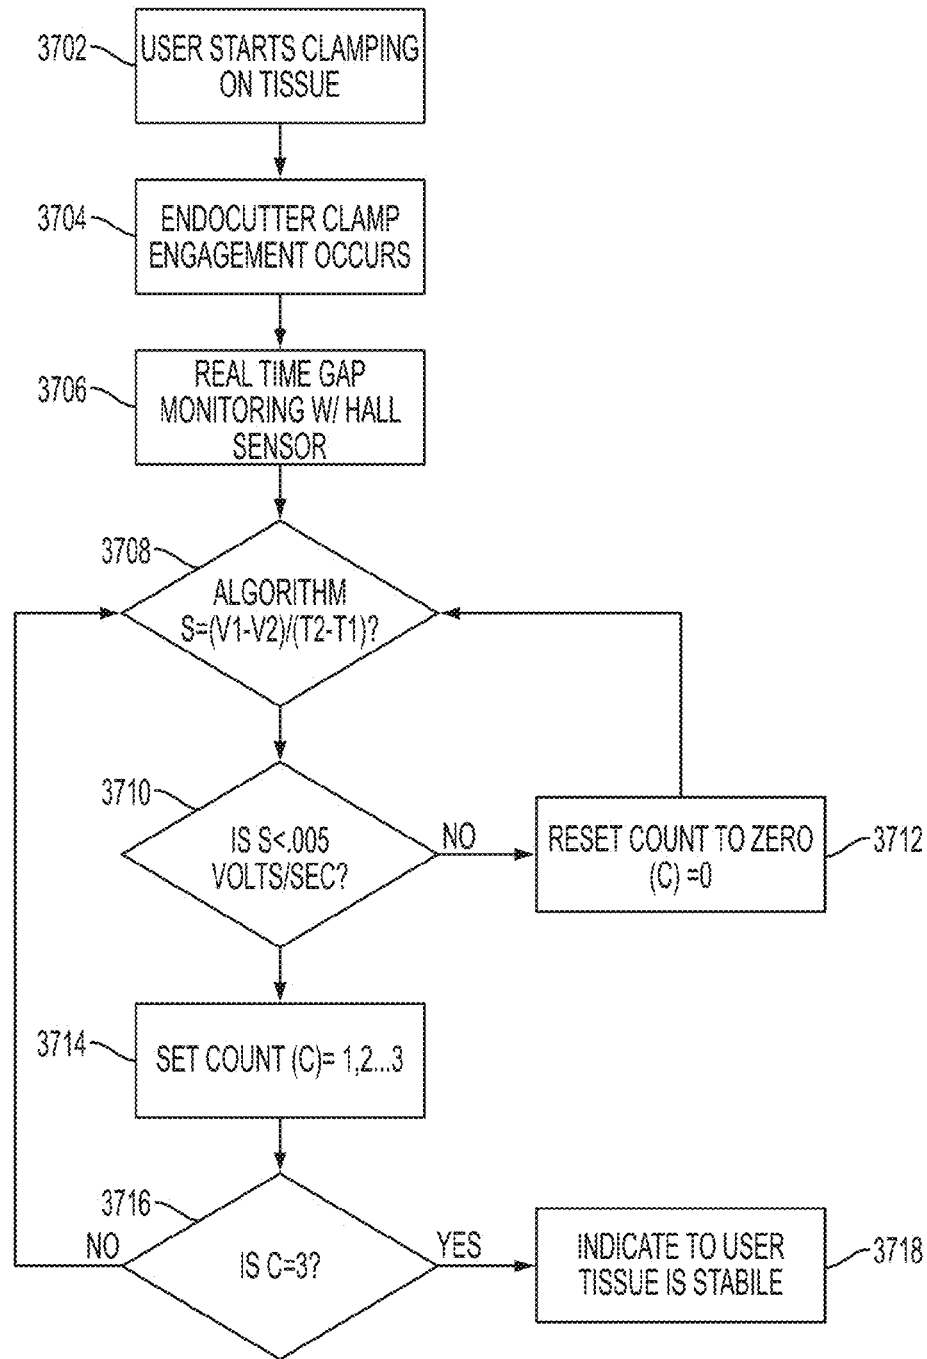 3702
USER STARTS CLAMPING
ON TISSUE
3704
ENDOCUTTER CLAMP
ENGAGEMENT OCCURS
3706
REAL TIME GAP
MONITORING W/ HALL
SENSOR
3708
ALGORITHM
S=(V1-V2)/(T2-T1)?
3710
IS S<.005
VOLTS/SEC?
NO
RESET COUNT TO ZERO
(C) =0
3712
3714
SET COUNT (C)= 1,2...3
3716
NO
IS C=3?
YES
INDICATE TO USER
TISSUE IS STABILE
3718